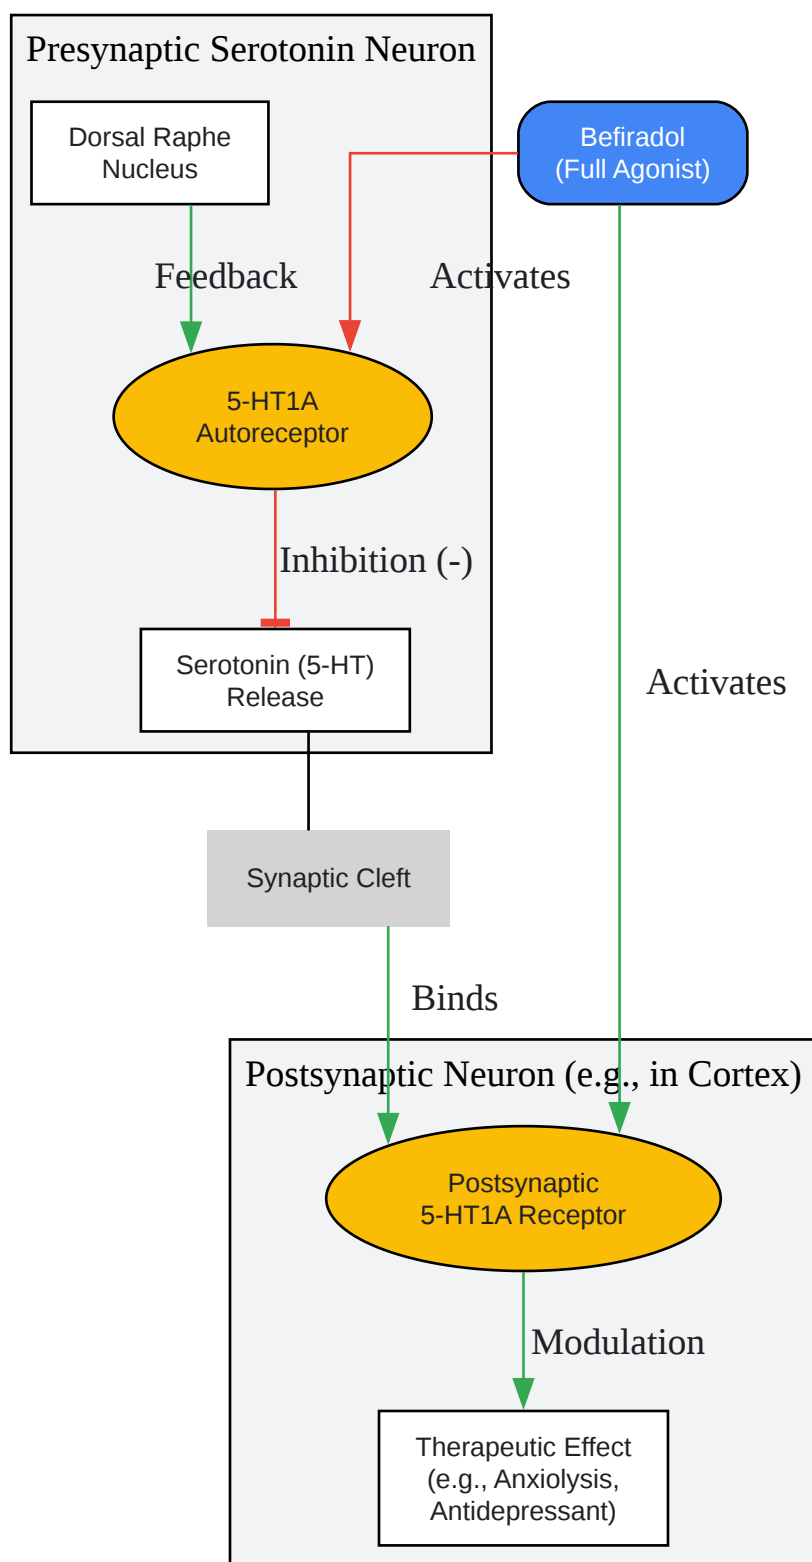 Presynaptic Serotonin Neuron
Dorsal Raphe
Nucleus
Befiradol
(Full Agonist)
Feedback
Activates
5-HT1A
Autoreceptor
Inhibition (-)
Serotonin (5-HT)
Release
Activates
Synaptic Cleft
Binds
Postsynaptic Neuron (e.g., in Cortex)
Postsynaptic
5-HT1A Receptor
Modulation
Therapeutic Effect
(e.g., Anxiolysis,
Antidepressant)